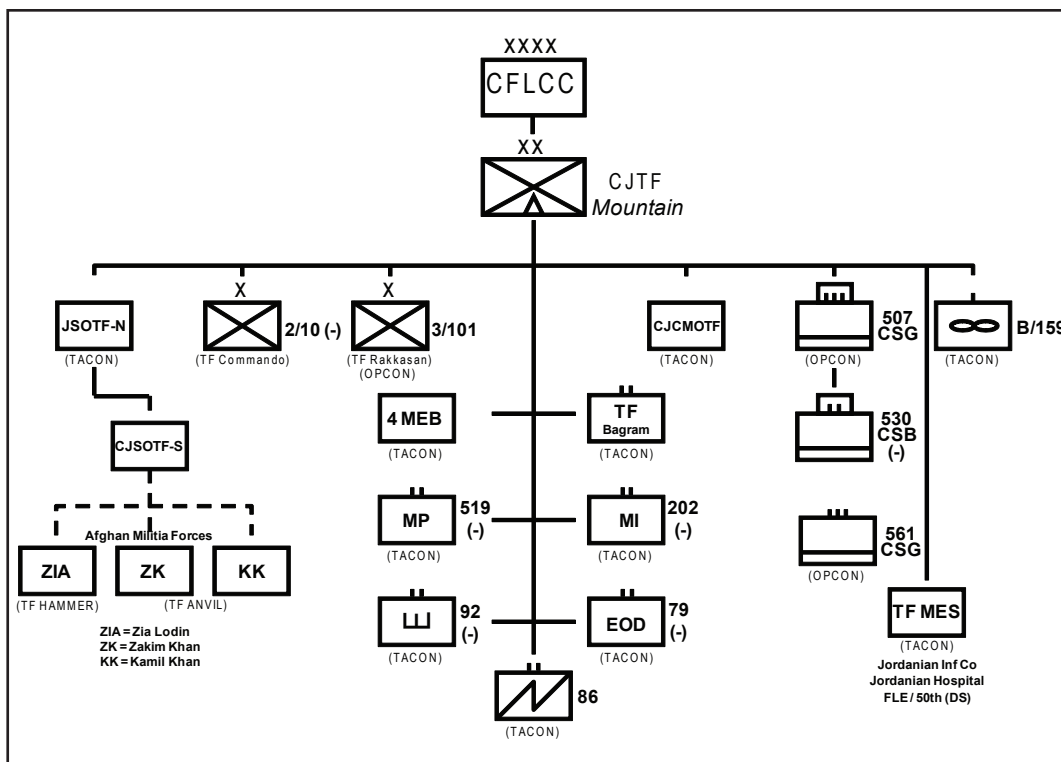 XXXX
CFLCC
XX
CJTF
Mountain
JSOTF-N
(TACON)
X
2/10 (-)
(TF Commando)
X
3/101
(TF Rakkasan)
(OPCON)
CJCMOTF
(TACON)
507
CSG
(OPCON)
B/159
(TACON)
4 MEB
(TACON)
TF
Bagram
(TACON)
530
CSB
(-)
CJSOTF-S
MP
519
(-)
(TACON)
MI
202
(-)
(TACON)
561
CSG
(OPCON)
Afghan Militia Forces
ZIA
ZK
KK
(TF HAMMER)
(TF ANVIL)
ZIA = Zia Lodin
ZK = Zakim Khan
KK = Kamil Khan
92
(-)
(TACON)
EOD
79
(-)
(TACON)
TF MES
(TACON)
Jordanian Inf Co
Jordanian Hospital
FLE / 50th (DS)
86
(TACON)